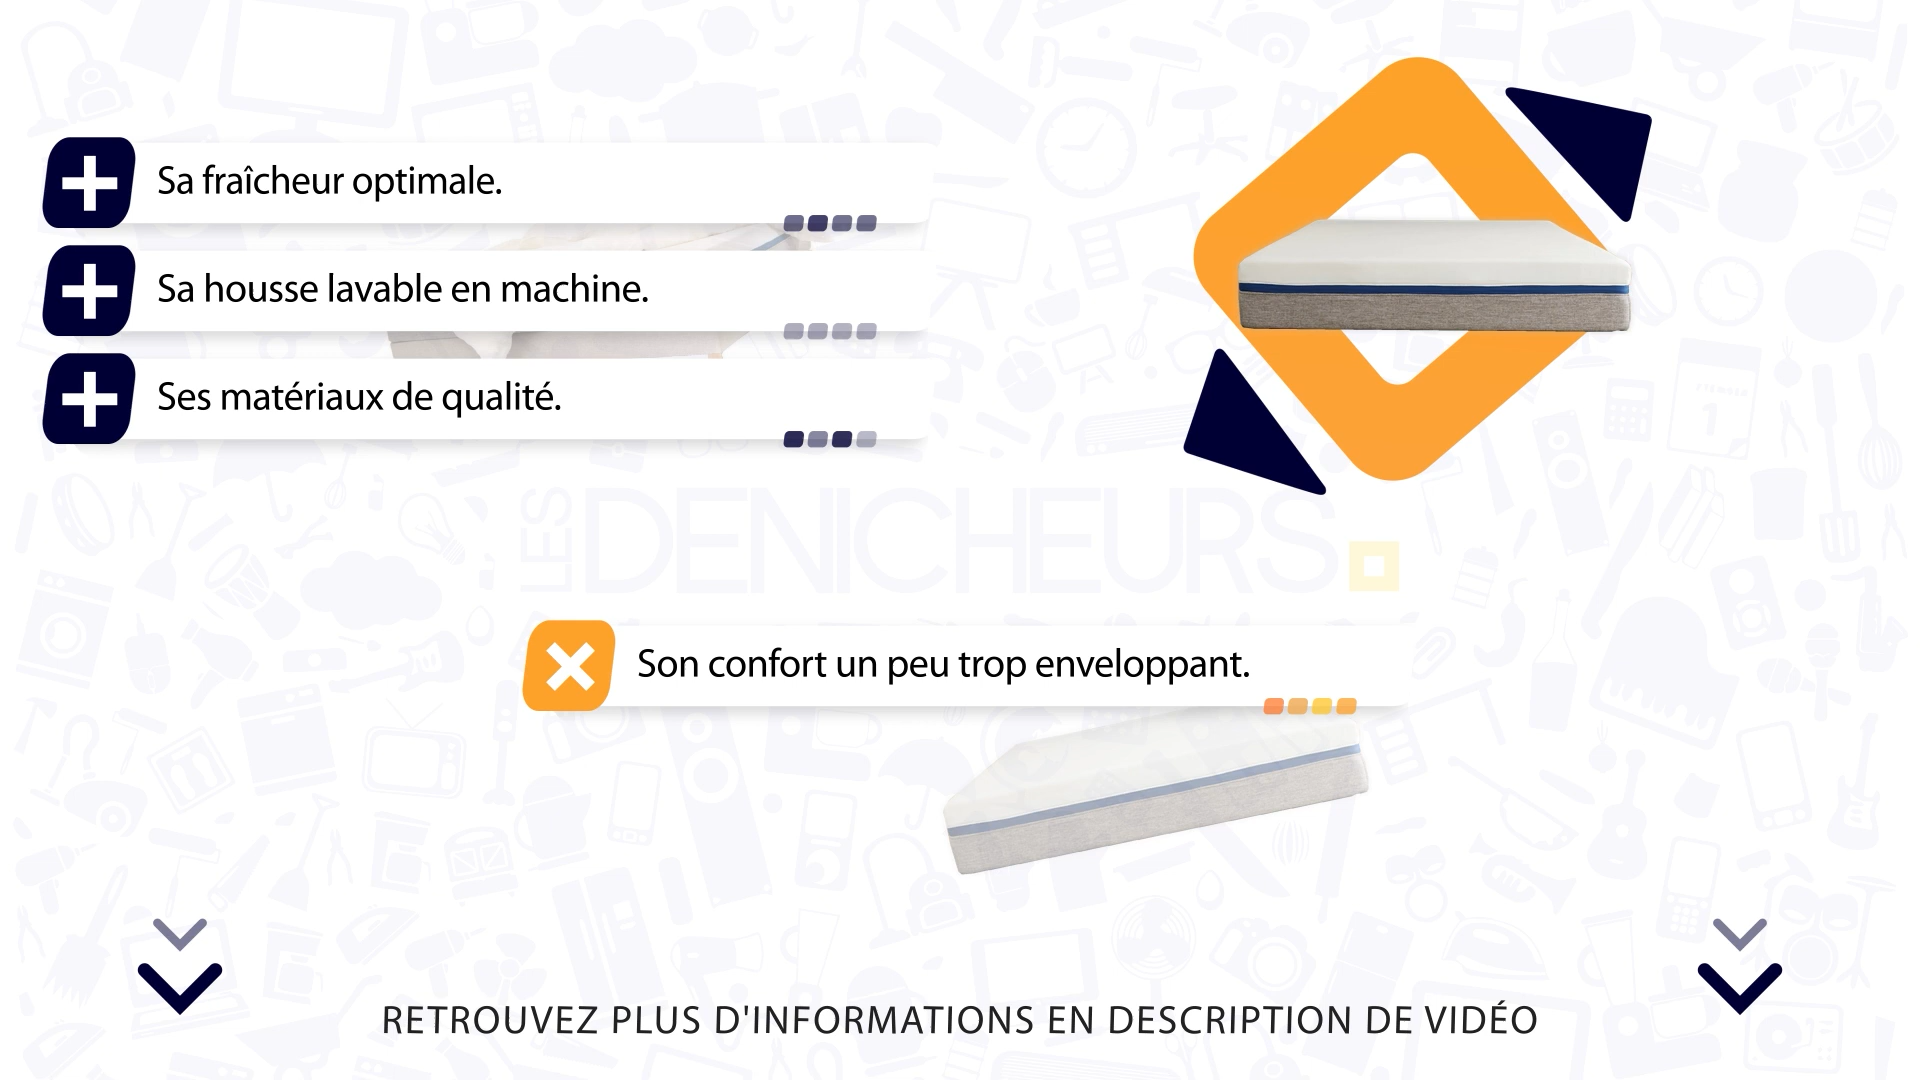 Sa fraîcheur optimale.
Sa housse lavable en machine.
Ses matériaux de qualité.
LES DENICHEURS
Son confort un peu trop enveloppant.
RETROUVEZ PLUS D'INFORMATIONS EN DESCRIPTION DE VIDÉO